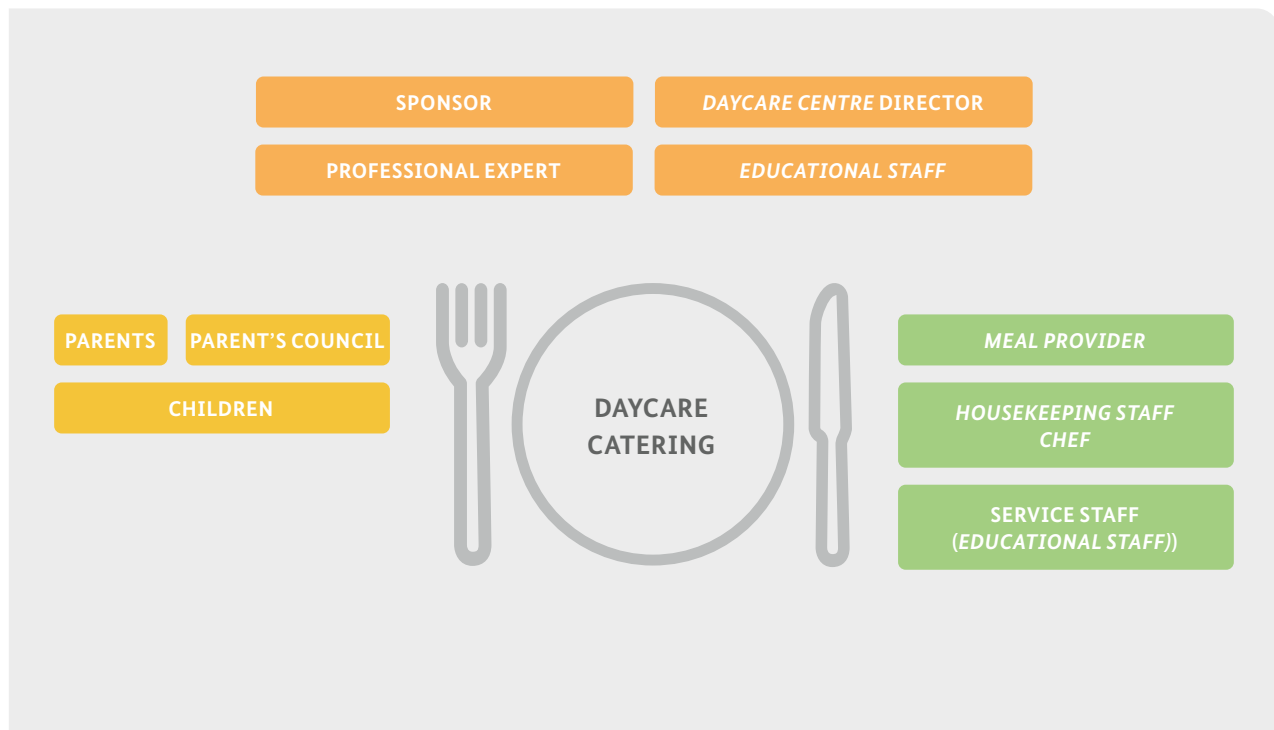 SPONSOR
DAYCARE CENTRE DIRECTOR
PROFESSIONAL EXPERT
EDUCATIONAL STAFF
PARENTS
PARENT’S COUNCIL
CHILDREN
DAYCARE
CATERING
MEAL PROVIDER
HOUSEKEEPING STAFF
CHEF
SERVICE STAFF
(EDUCATIONAL STAFF))